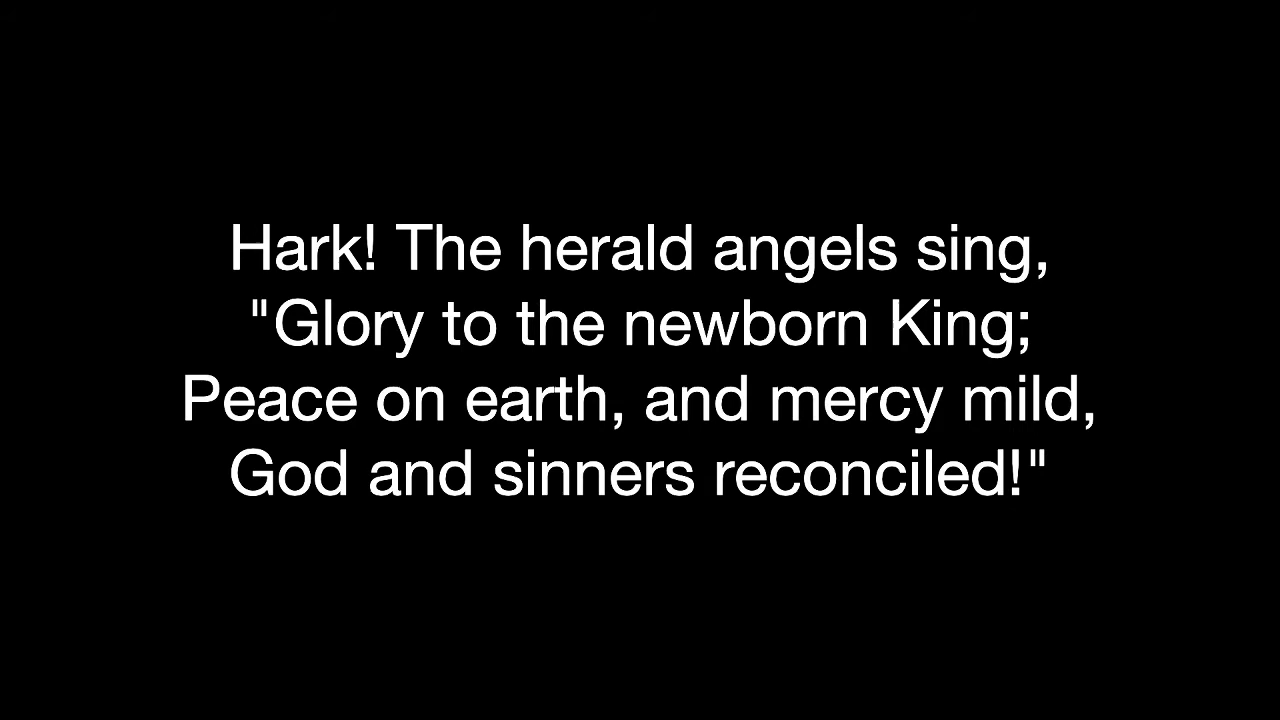 Hark! The herald angels sing,
"Glory to the newborn King;
Peace on earth, and mercy mild,
God and sinners reconciled!"